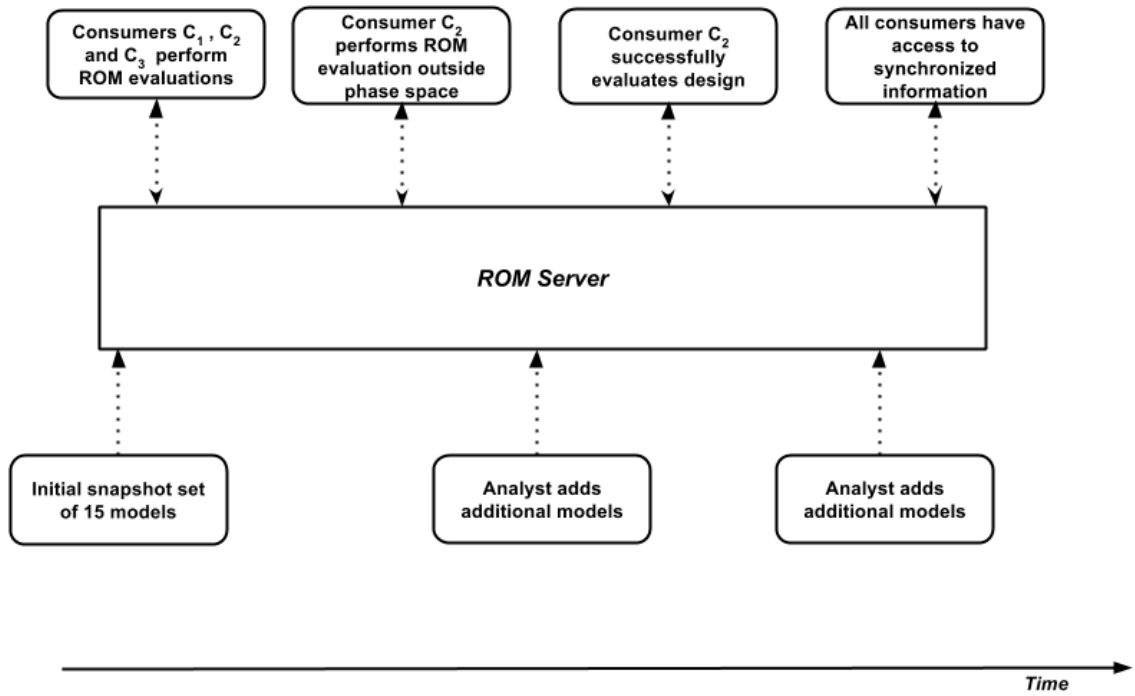 Consumers C1 , C2
and C3 perform
ROM evaluations
Consumer C2
performs ROM
evaluation outside
phase space
Consumer C2
successfully
evaluates design
All consumers have
access to
synchronized
information
ROM Server
Initial snapshot set
of 15 models
Analyst adds
additional models
Analyst adds
additional models
Time